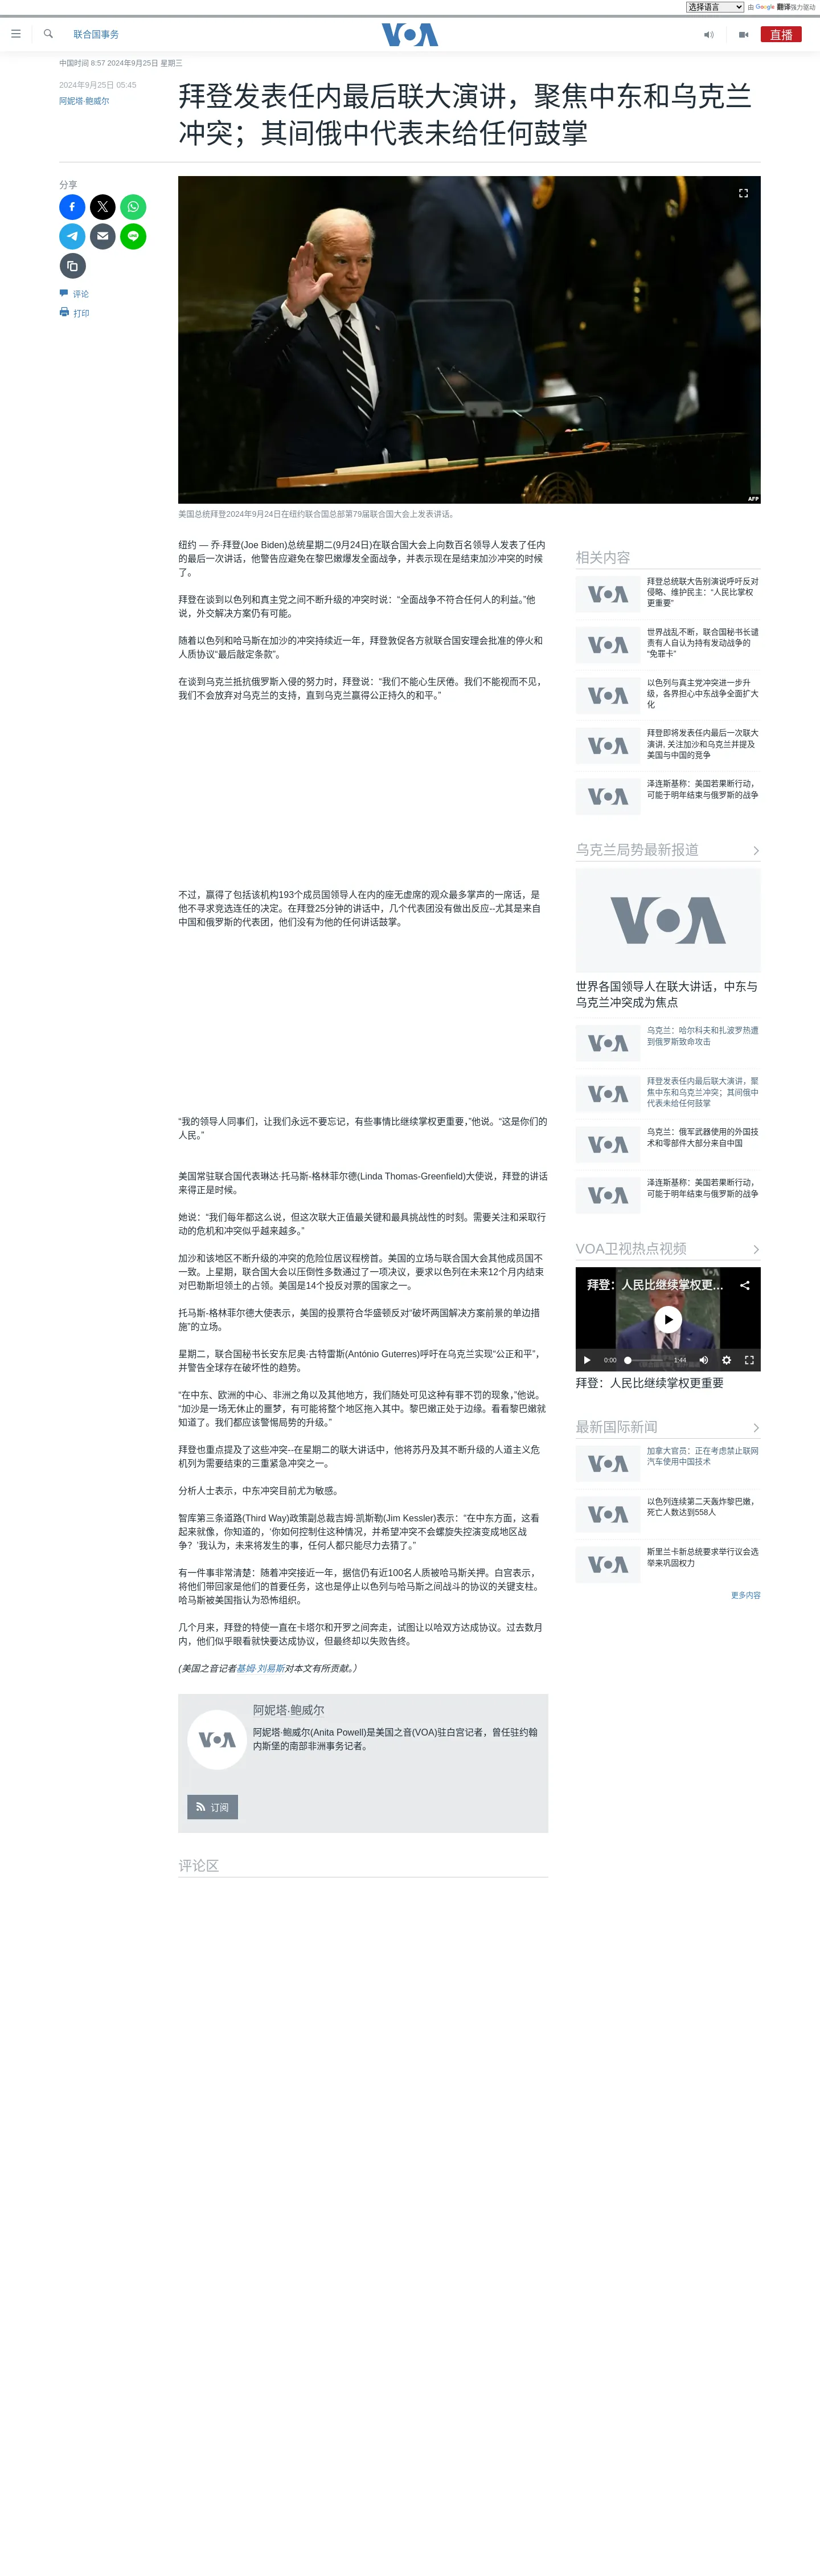 选择语言
由 Google 翻译强力驱动
联合国事务
VOA
直播
中国时间 8:57 2024年9月25日 星期三
2024年9月25日 05:45
阿妮塔·鲍威尔
拜登发表任内最后联大演讲，聚焦中东和乌克兰
冲突；其间俄中代表未给任何鼓掌
分享
评论
打印
AFP
美国总统拜登2024年9月24日在纽约联合国总部第79届联合国大会上发表讲话。
纽约 — 乔·拜登(Joe Biden)总统星期二(9月24日)在联合国大会上向数百名领导人发表了任内
的最后一次讲话，他警告应避免在黎巴嫩爆发全面战争，并表示现在是结束加沙冲突的时候
了。
拜登在谈到以色列和真主党之间不断升级的冲突时说：“全面战争不符合任何人的利益。”他
说，外交解决方案仍有可能。
随着以色列和哈马斯在加沙的冲突持续近一年，拜登敦促各方就联合国安理会批准的停火和
人质协议“最后敲定条款”。
在谈到乌克兰抵抗俄罗斯入侵的努力时，拜登说：“我们不能心生厌倦。我们不能视而不见，
我们不会放弃对乌克兰的支持，直到乌克兰赢得公正持久的和平。”
不过，赢得了包括该机构193个成员国领导人在内的座无虚席的观众最多掌声的一席话，是
他不寻求竞选连任的决定。在拜登25分钟的讲话中，几个代表团没有做出反应--尤其是来自
中国和俄罗斯的代表团，他们没有为他的任何讲话鼓掌。
“我的领导人同事们，让我们永远不要忘记，有些事情比继续掌权更重要，”他说。“这是你们的
人民。”
美国常驻联合国代表琳达·托马斯-格林菲尔德(Linda Thomas-Greenfield)大使说，拜登的讲话
来得正是时候。
她说：“我们每年都这么说，但这次联大正值最关键和最具挑战性的时刻。需要关注和采取行
动的危机和冲突似乎越来越多。”
加沙和该地区不断升级的冲突的危险位居议程榜首。美国的立场与联合国大会其他成员国不
一致。上星期，联合国大会以压倒性多数通过了一项决议，要求以色列在未来12个月内结束
对巴勒斯坦领土的占领。美国是14个投反对票的国家之一。
托马斯-格林菲尔德大使表示，美国的投票符合华盛顿反对“破坏两国解决方案前景的单边措
施”的立场。
星期二，联合国秘书长安东尼奥·古特雷斯(António Guterres)呼吁在乌克兰实现“公正和平”，
并警告全球存在破坏性的趋势。
“在中东、欧洲的中心、非洲之角以及其他地方，我们随处可见这种有罪不罚的现象，”他说。
“加沙是一场无休止的噩梦，有可能将整个地区拖入其中。黎巴嫩正处于边缘。看看黎巴嫩就
知道了。我们都应该警惕局势的升级。”
拜登也重点提及了这些冲突--在星期二的联大讲话中，他将苏丹及其不断升级的人道主义危
机列为需要结束的三重紧急冲突之一。
分析人士表示，中东冲突目前尤为敏感。
智库第三条道路(Third Way)政策副总裁吉姆·凯斯勒(Jim Kessler)表示：“在中东方面，这看
起来就像，你知道的，‘你如何控制住这种情况，并希望冲突不会螺旋失控演变成地区战
争？’我认为，未来将发生的事，任何人都只能尽力去猜了。”
有一件事非常清楚：随着冲突接近一年，据信仍有近100名人质被哈马斯关押。白宫表示，
将他们带回家是他们的首要任务，这也是停止以色列与哈马斯之间战斗的协议的关键支柱。
哈马斯被美国指认为恐怖组织。
几个月来，拜登的特使一直在卡塔尔和开罗之间奔走，试图让以哈双方达成协议。过去数月
内，他们似乎眼看就快要达成协议，但最终却以失败告终。
(美国之音记者基姆·刘易斯对本文有所贡献。）
VOA
阿妮塔·鲍威尔
阿妮塔·鲍威尔(Anita Powell)是美国之音(VOA)驻白宫记者，曾任驻约翰
内斯堡的南部非洲事务记者。
订阅
评论区
相关内容
VOA
拜登总统联大告别演说呼吁反对
侵略、维护民主：“人民比掌权
更重要”
VOA
世界战乱不断，联合国秘书长谴
责有人自认为持有发动战争的
“免罪卡”
VOA
以色列与真主党冲突进一步升
级，各界担心中东战争全面扩大
化
VOA
拜登即将发表任内最后一次联大
演讲, 关注加沙和乌克兰并提及
美国与中国的竞争
VOA
泽连斯基称：美国若果断行动，
可能于明年结束与俄罗斯的战争
乌克兰局势最新报道
VOA
世界各国领导人在联大讲话，中东与
乌克兰冲突成为焦点
VOA
乌克兰：哈尔科夫和扎波罗热遭
到俄罗斯致命攻击
VOA
拜登发表任内最后联大演讲，聚
焦中东和乌克兰冲突；其间俄中
代表未给任何鼓掌
VOA
乌克兰：俄军武器使用的外国技
术和零部件大部分来自中国
VOA
泽连斯基称：美国若果断行动，
可能于明年结束与俄罗斯的战争
VOA卫视热点视频
拜登：人民比继续掌权更...
0:00
1:44
拜登：人民比继续掌权更重要
最新国际新闻
VOA
加拿大官员：正在考虑禁止联网
汽车使用中国技术
VOA
以色列连续第二天轰炸黎巴嫩，
死亡人数达到558人
VOA
斯里兰卡新总统要求举行议会选
举来巩固权力
更多内容